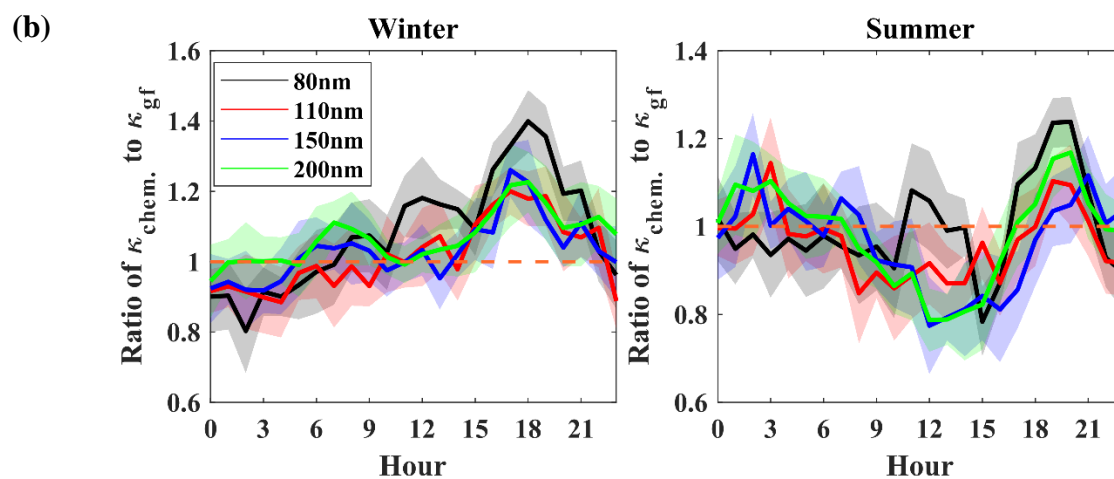 (b)
Winter
Ratio of κchem. to κgf
1.6
1.4
1.2
1
0.8
0.6
80nm
110nm
150nm
200nm
0 3 6 9 12 15 18 21
Hour
Summer
Ratio of κchem. to κgf
1.4
1.2
1
0.8
0.6
0 3 6 9 12 15 18 21
Hour